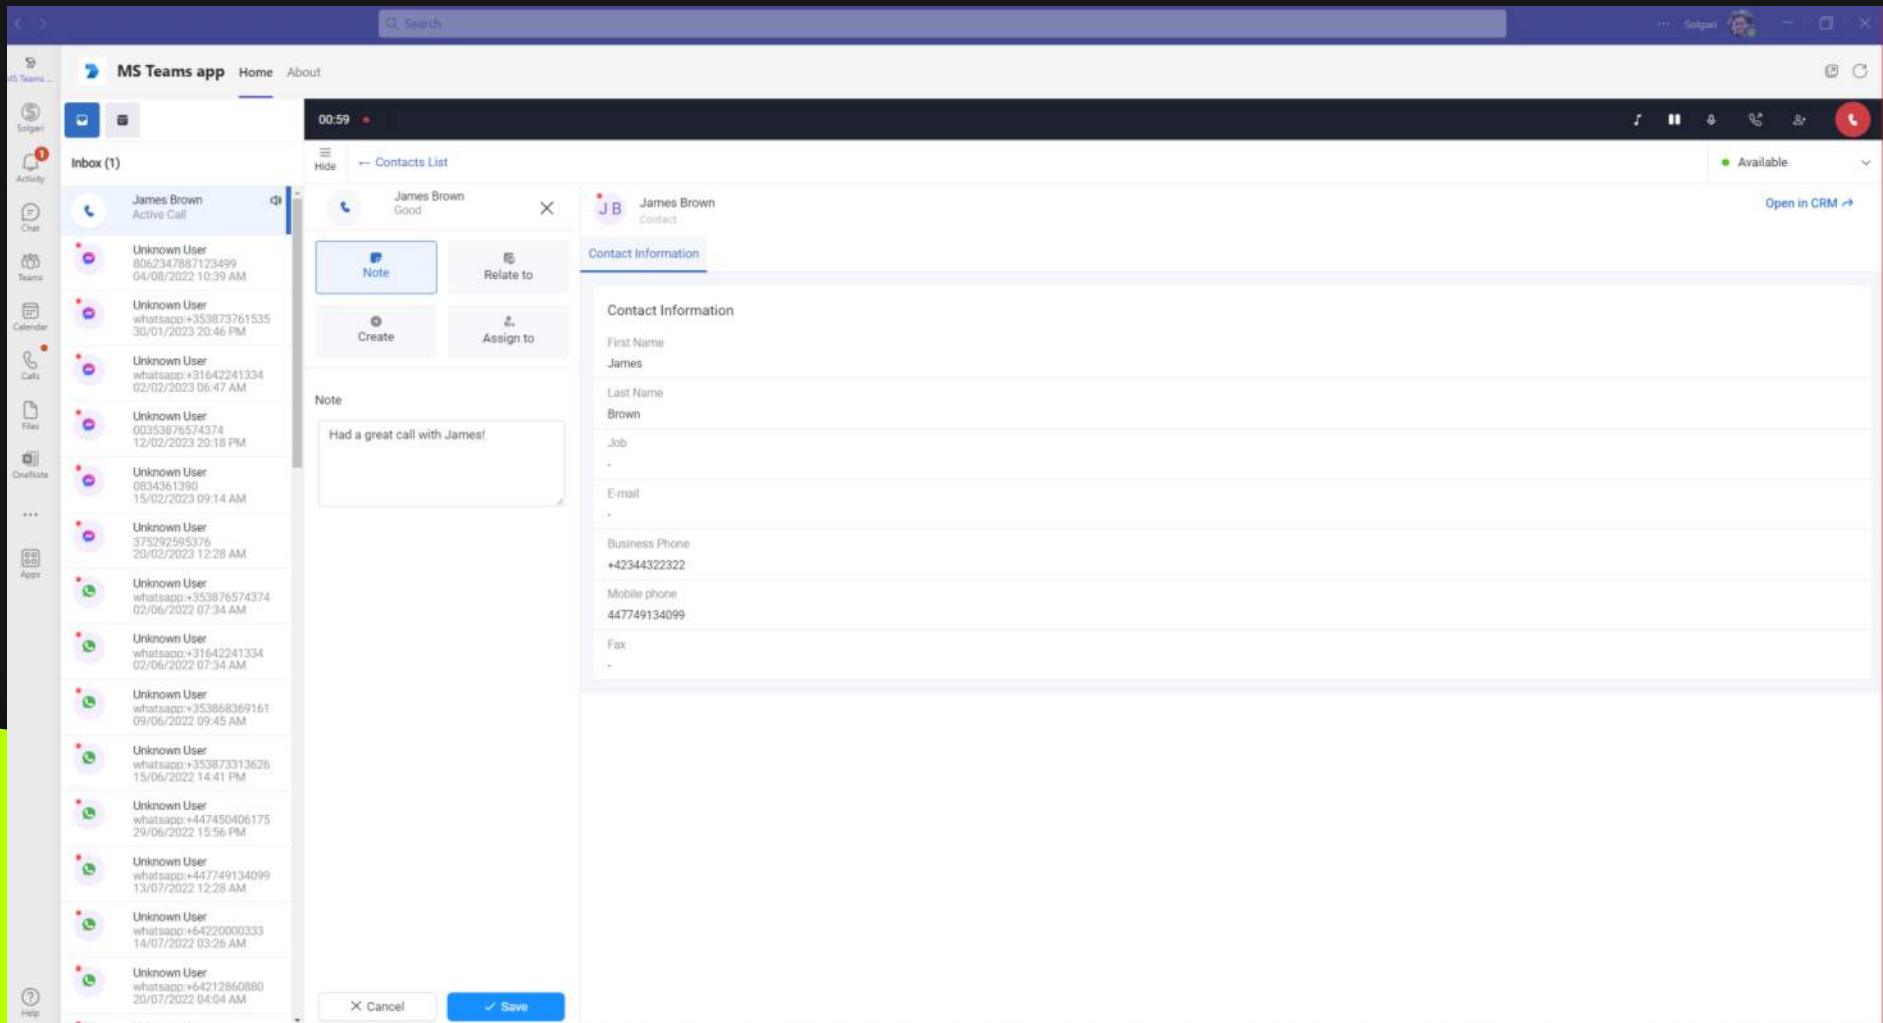 Search
Solgari
MS Teams ...
MS Teams app Home About
Solgari
00:59
Activity
1
Inbox (1)
Hide
← Contacts List
Available
James Brown
Active Call
James Brown
Good
J B
James Brown
Contact
Open in CRM
Chat
Teams
Calendar
Calls
Files
OneNote
Apps
Help
Unknown User
8062347887123499
04/08/2022 10:39 AM
Unknown User
whatsapp:+353873761535
30/01/2023 20:46 PM
Unknown User
whatsapp:+31642241334
02/02/2023 06:47 AM
Unknown User
00353876574374
12/02/2023 20:18 PM
Unknown User
0834361390
15/02/2023 09:14 AM
Unknown User
375292595376
20/02/2023 12:28 AM
Unknown User
whatsapp:+353876574374
02/06/2022 07:34 AM
Unknown User
whatsapp:+31642241334
02/06/2022 07:34 AM
Unknown User
whatsapp:+353868369161
09/06/2022 09:45 AM
Unknown User
whatsapp:+353873313626
15/06/2022 14:41 PM
Unknown User
whatsapp:+447450406175
29/06/2022 15:56 PM
Unknown User
whatsapp:+447749134099
13/07/2022 12:28 AM
Unknown User
whatsapp:+64220000333
14/07/2022 03:26 AM
Unknown User
whatsapp:+64212860880
20/07/2022 04:04 AM
Note
Relate to
Create
Assign to
Note
Had a great call with James!
Cancel
Save
Contact Information
Contact Information
First Name
James
Last Name
Brown
Job
-
E-mail
-
Business Phone
+42344322322
Mobile phone
447749134099
Fax
-